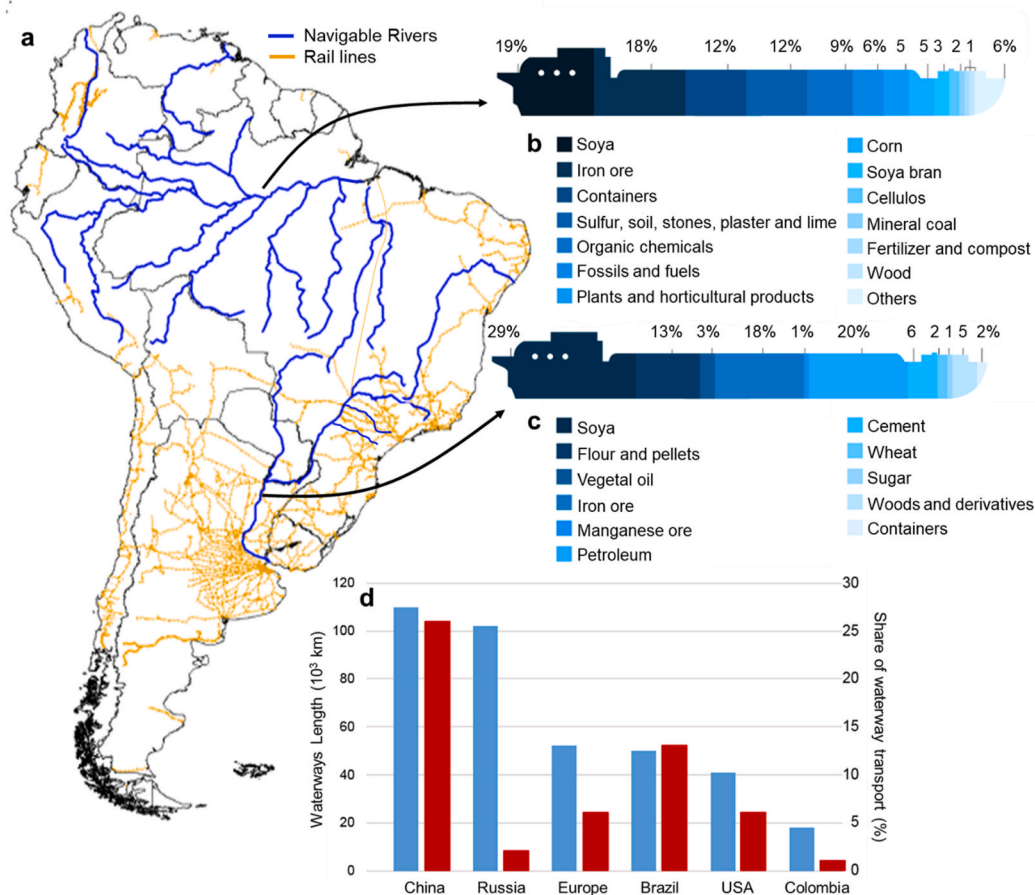 a
Navigable Rivers
Rail lines
19% 18% 12% 12% 9% 6% 5 5 3 2 1 6%
b
Soya
Iron ore
Containers
Sulfur, soil, stones, plaster and lime
Organic chemicals
Fossils and fuels
Plants and horticultural products
Corn
Soya bran
Cellulos
Mineral coal
Fertilizer and compost
Wood
Others
29% 13% 3% 18% 1% 20% 6 2 1 5 2%
c
Soya
Flour and pellets
Vegetal oil
Iron ore
Manganese ore
Petroleum
Cement
Wheat
Sugar
Woods and derivatives
Containers
d
Waterways Length (10³ km)
120
100
80
60
40
20
0
Share of waterway transport (%)
30
25
20
15
10
5
0
China Russia Europe Brazil USA Colombia